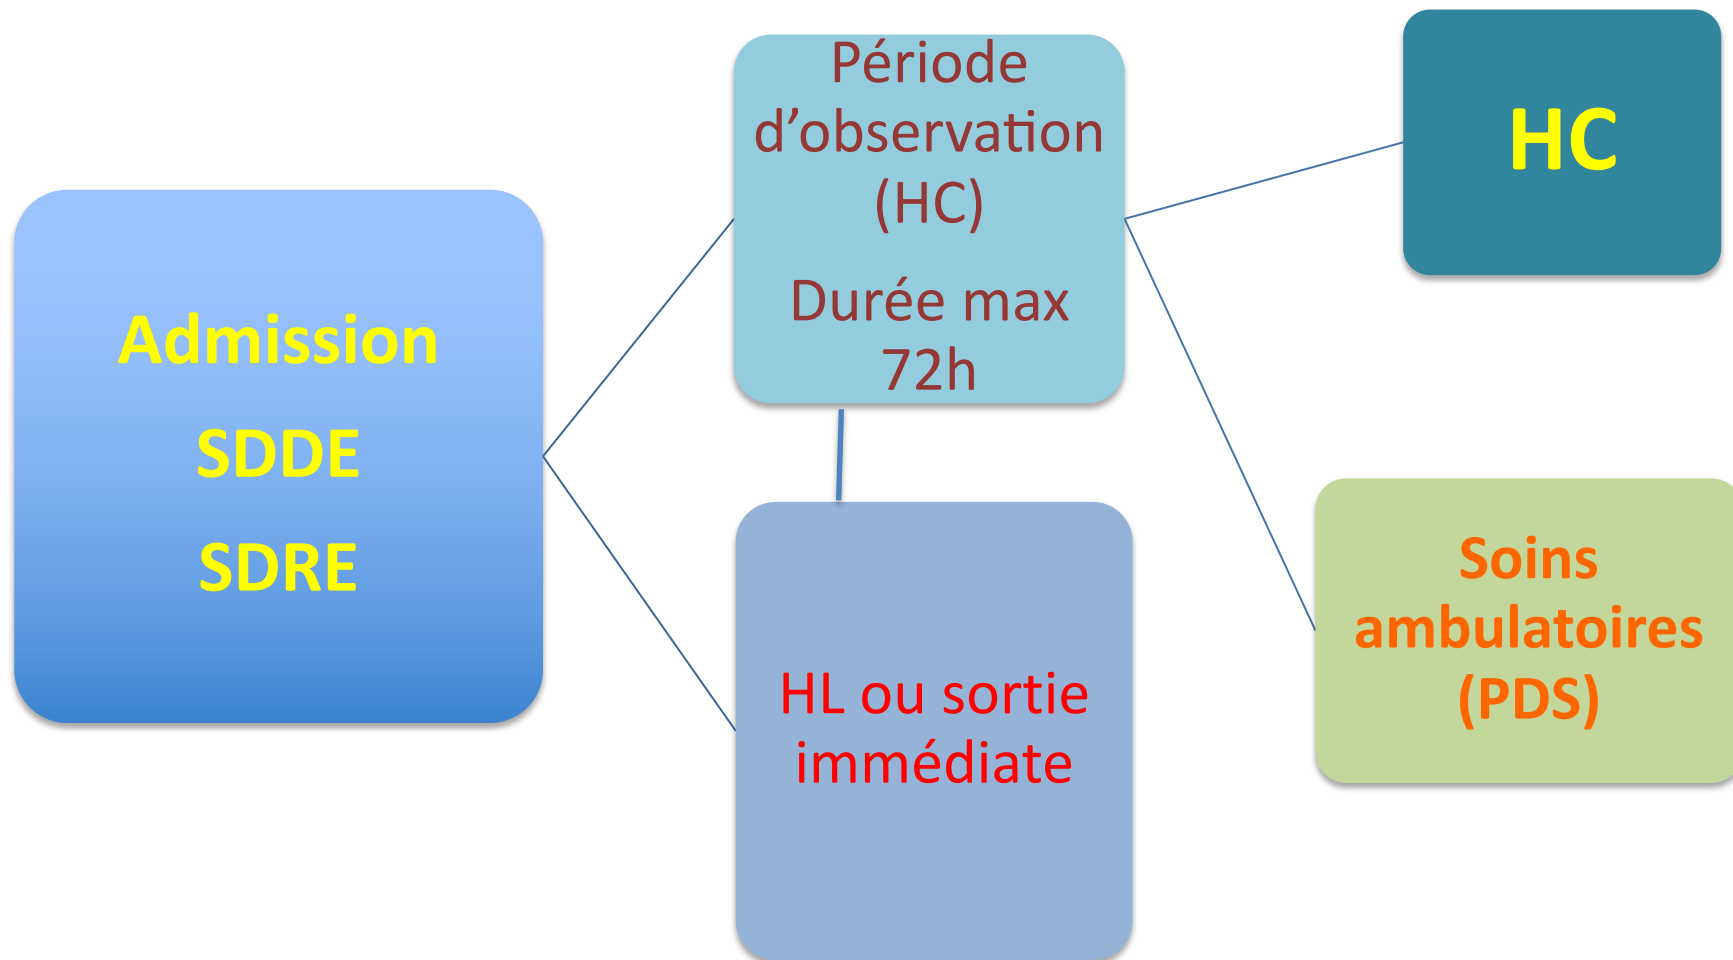 Admission
SDDE
SDRE
Période
d’observation
(HC)
Durée max
72h
HL ou sortie
immédiate
HC
Soins
ambulatoires
(PDS)